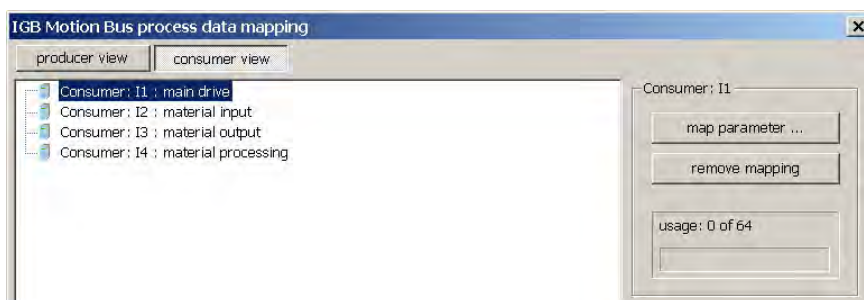 IGB Motion Bus process data mapping
producer view
consumer view
Consumer: I1 : main drive
Consumer: I2 : material input
Consumer: I3 : material output
Consumer: I4 : material processing
Consumer: I1
map parameter ...
remove mapping
usage: 0 of 64